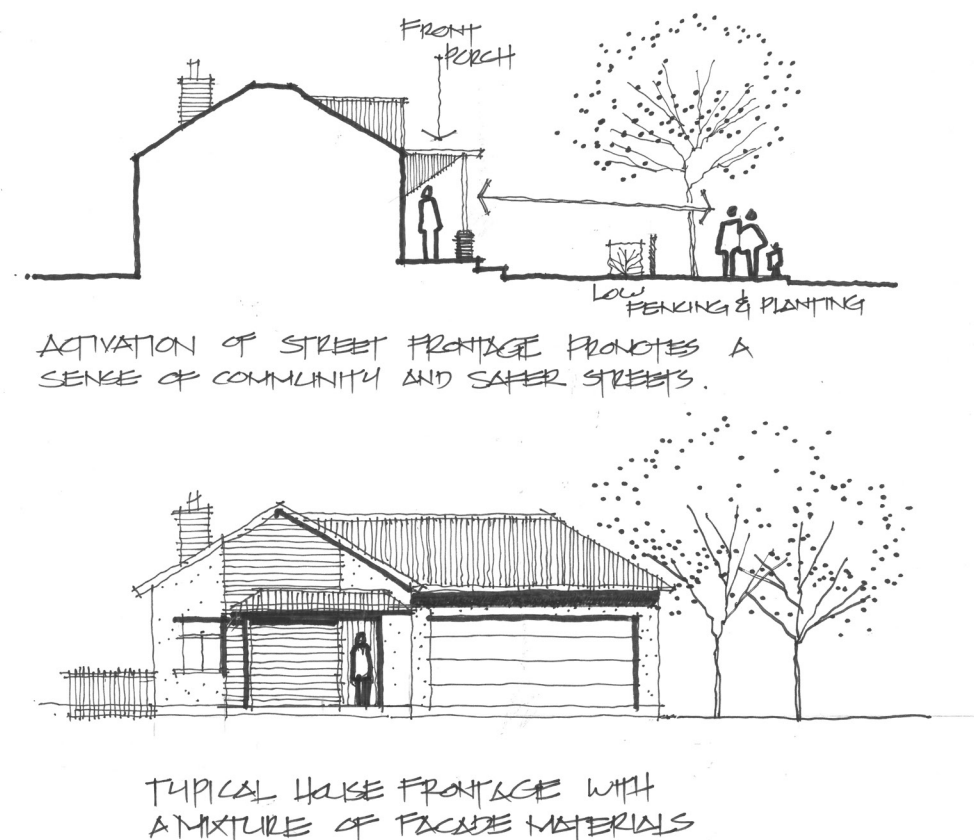 FRONT
PORCH
LOW
FENCING & PLANTING
ACTIVATION OF STREET FRONTAGE PROMOTES A
SENSE OF COMMUNITY AND SAFER STREETS.
TYPICAL HOUSE FRONTAGE WITH
A MIXTURE OF FACADE MATERIALS